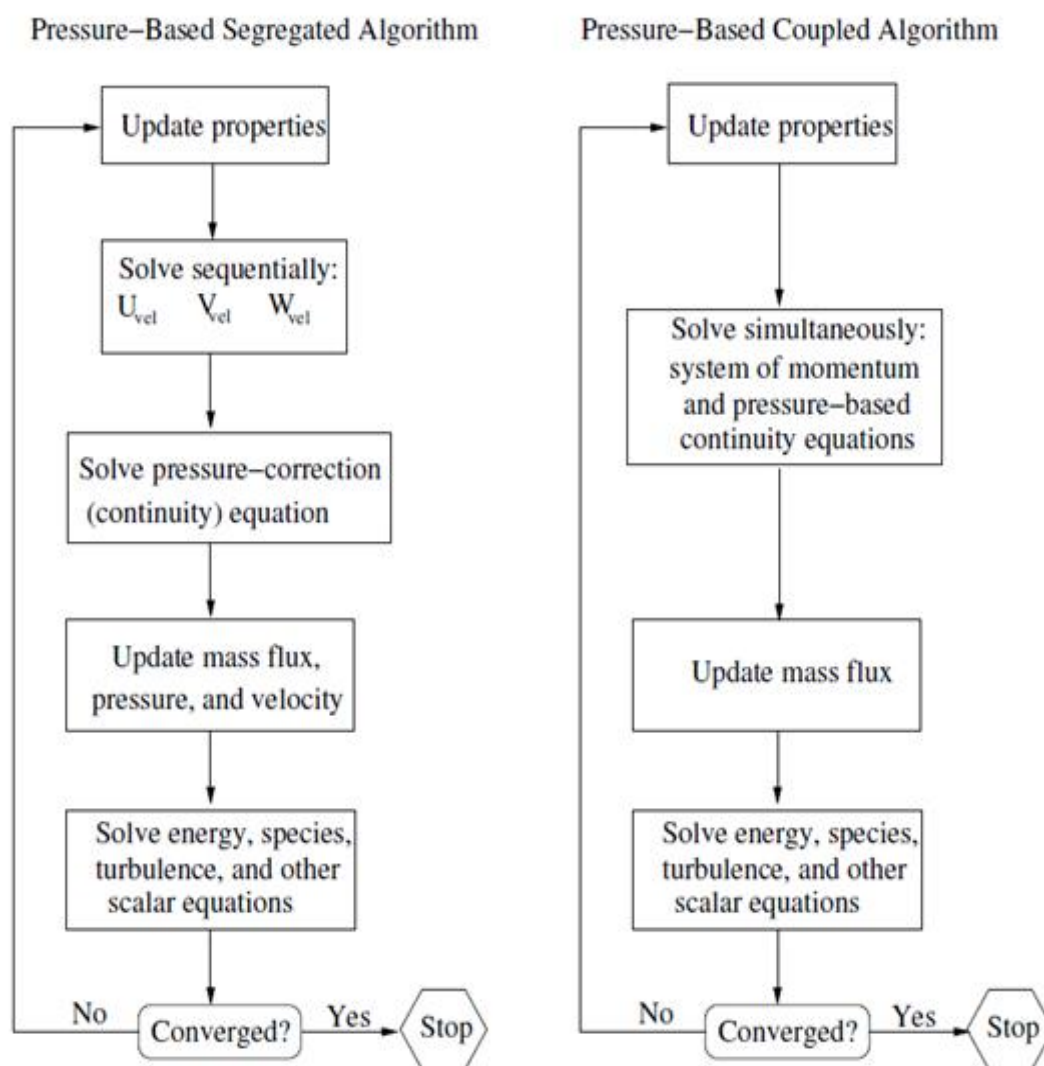 Pressure–Based Segregated Algorithm
Update properties
Solve sequentially:
U_vel V_vel W_vel
Solve pressure–correction
(continuity) equation
Update mass flux,
pressure, and velocity
Solve energy, species,
turbulence, and other
scalar equations
No
Converged?
Yes
Stop
Pressure–Based Coupled Algorithm
Update properties
Solve simultaneously:
system of momentum
and pressure–based
continuity equations
Update mass flux
Solve energy, species,
turbulence, and other
scalar equations
No
Converged?
Yes
Stop